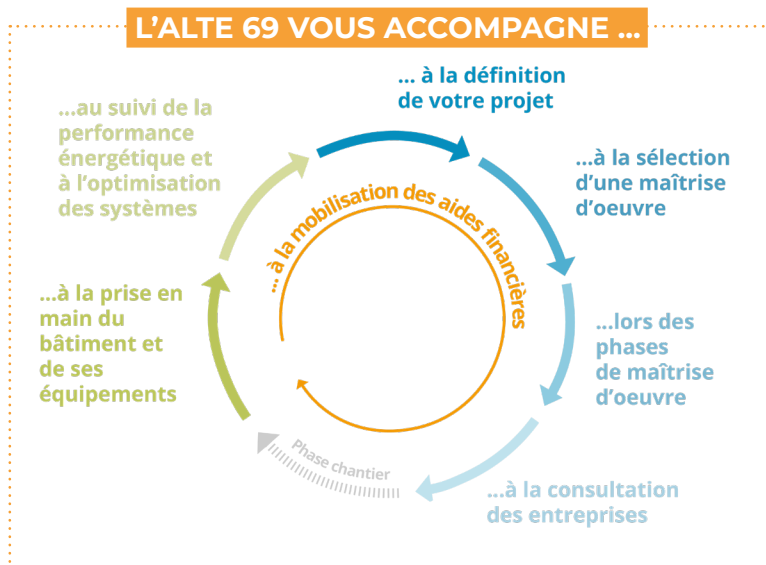 L’ALTE 69 VOUS ACCOMPAGNE ...
... à la définition
de votre projet
...à la sélection
d’une maîtrise
d’oeuvre
...lors des
phases
de maîtrise
d’oeuvre
...à la consultation
des entreprises
Phase chantier
...à la prise en
main du
bâtiment et
de ses
équipements
...au suivi de la
performance
énergétique et
à l’optimisation
des systèmes
... à la mobilisation des aides financières